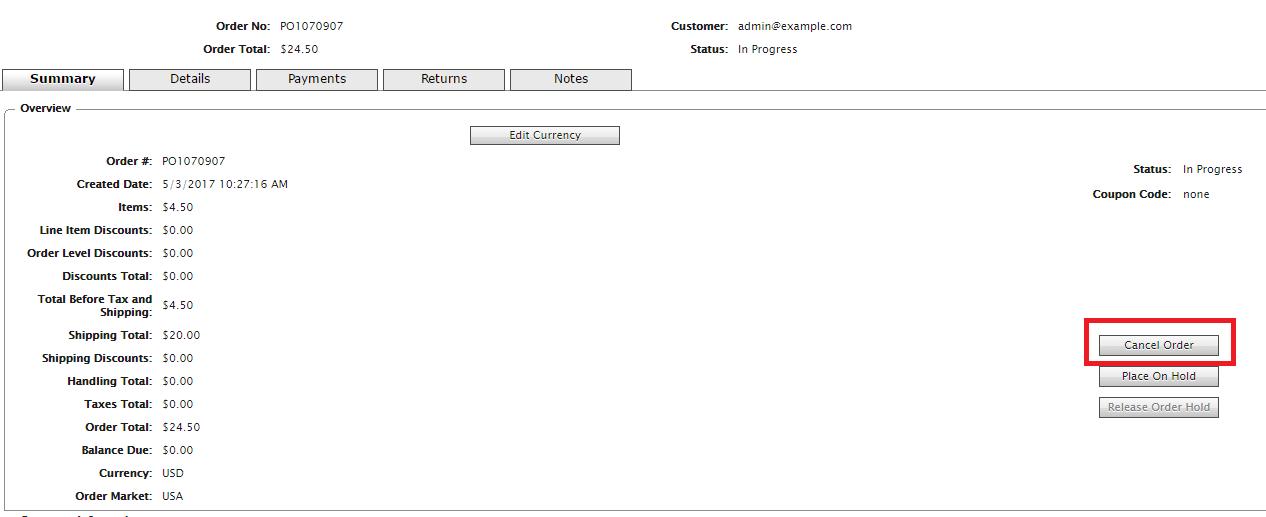 Order No: PO1070907 Customer: admin@example.com
Order Total: $24.50 Status: In Progress
Summary Details Payments Returns Notes
Overview
Edit Currency
Order #: PO1070907
Status: In Progress
Created Date: 5/3/2017 10:27:16 AM
Coupon Code: none
Items: $4.50
Line Item Discounts: $0.00
Order Level Discounts: $0.00
Discounts Total: $0.00
Total Before Tax and
Shipping: $4.50
Shipping Total: $20.00
Cancel Order
Shipping Discounts: $0.00
Place On Hold
Handling Total: $0.00
Taxes Total: $0.00
Release Order Hold
Order Total: $24.50
Balance Due: $0.00
Currency: USD
Order Market: USA